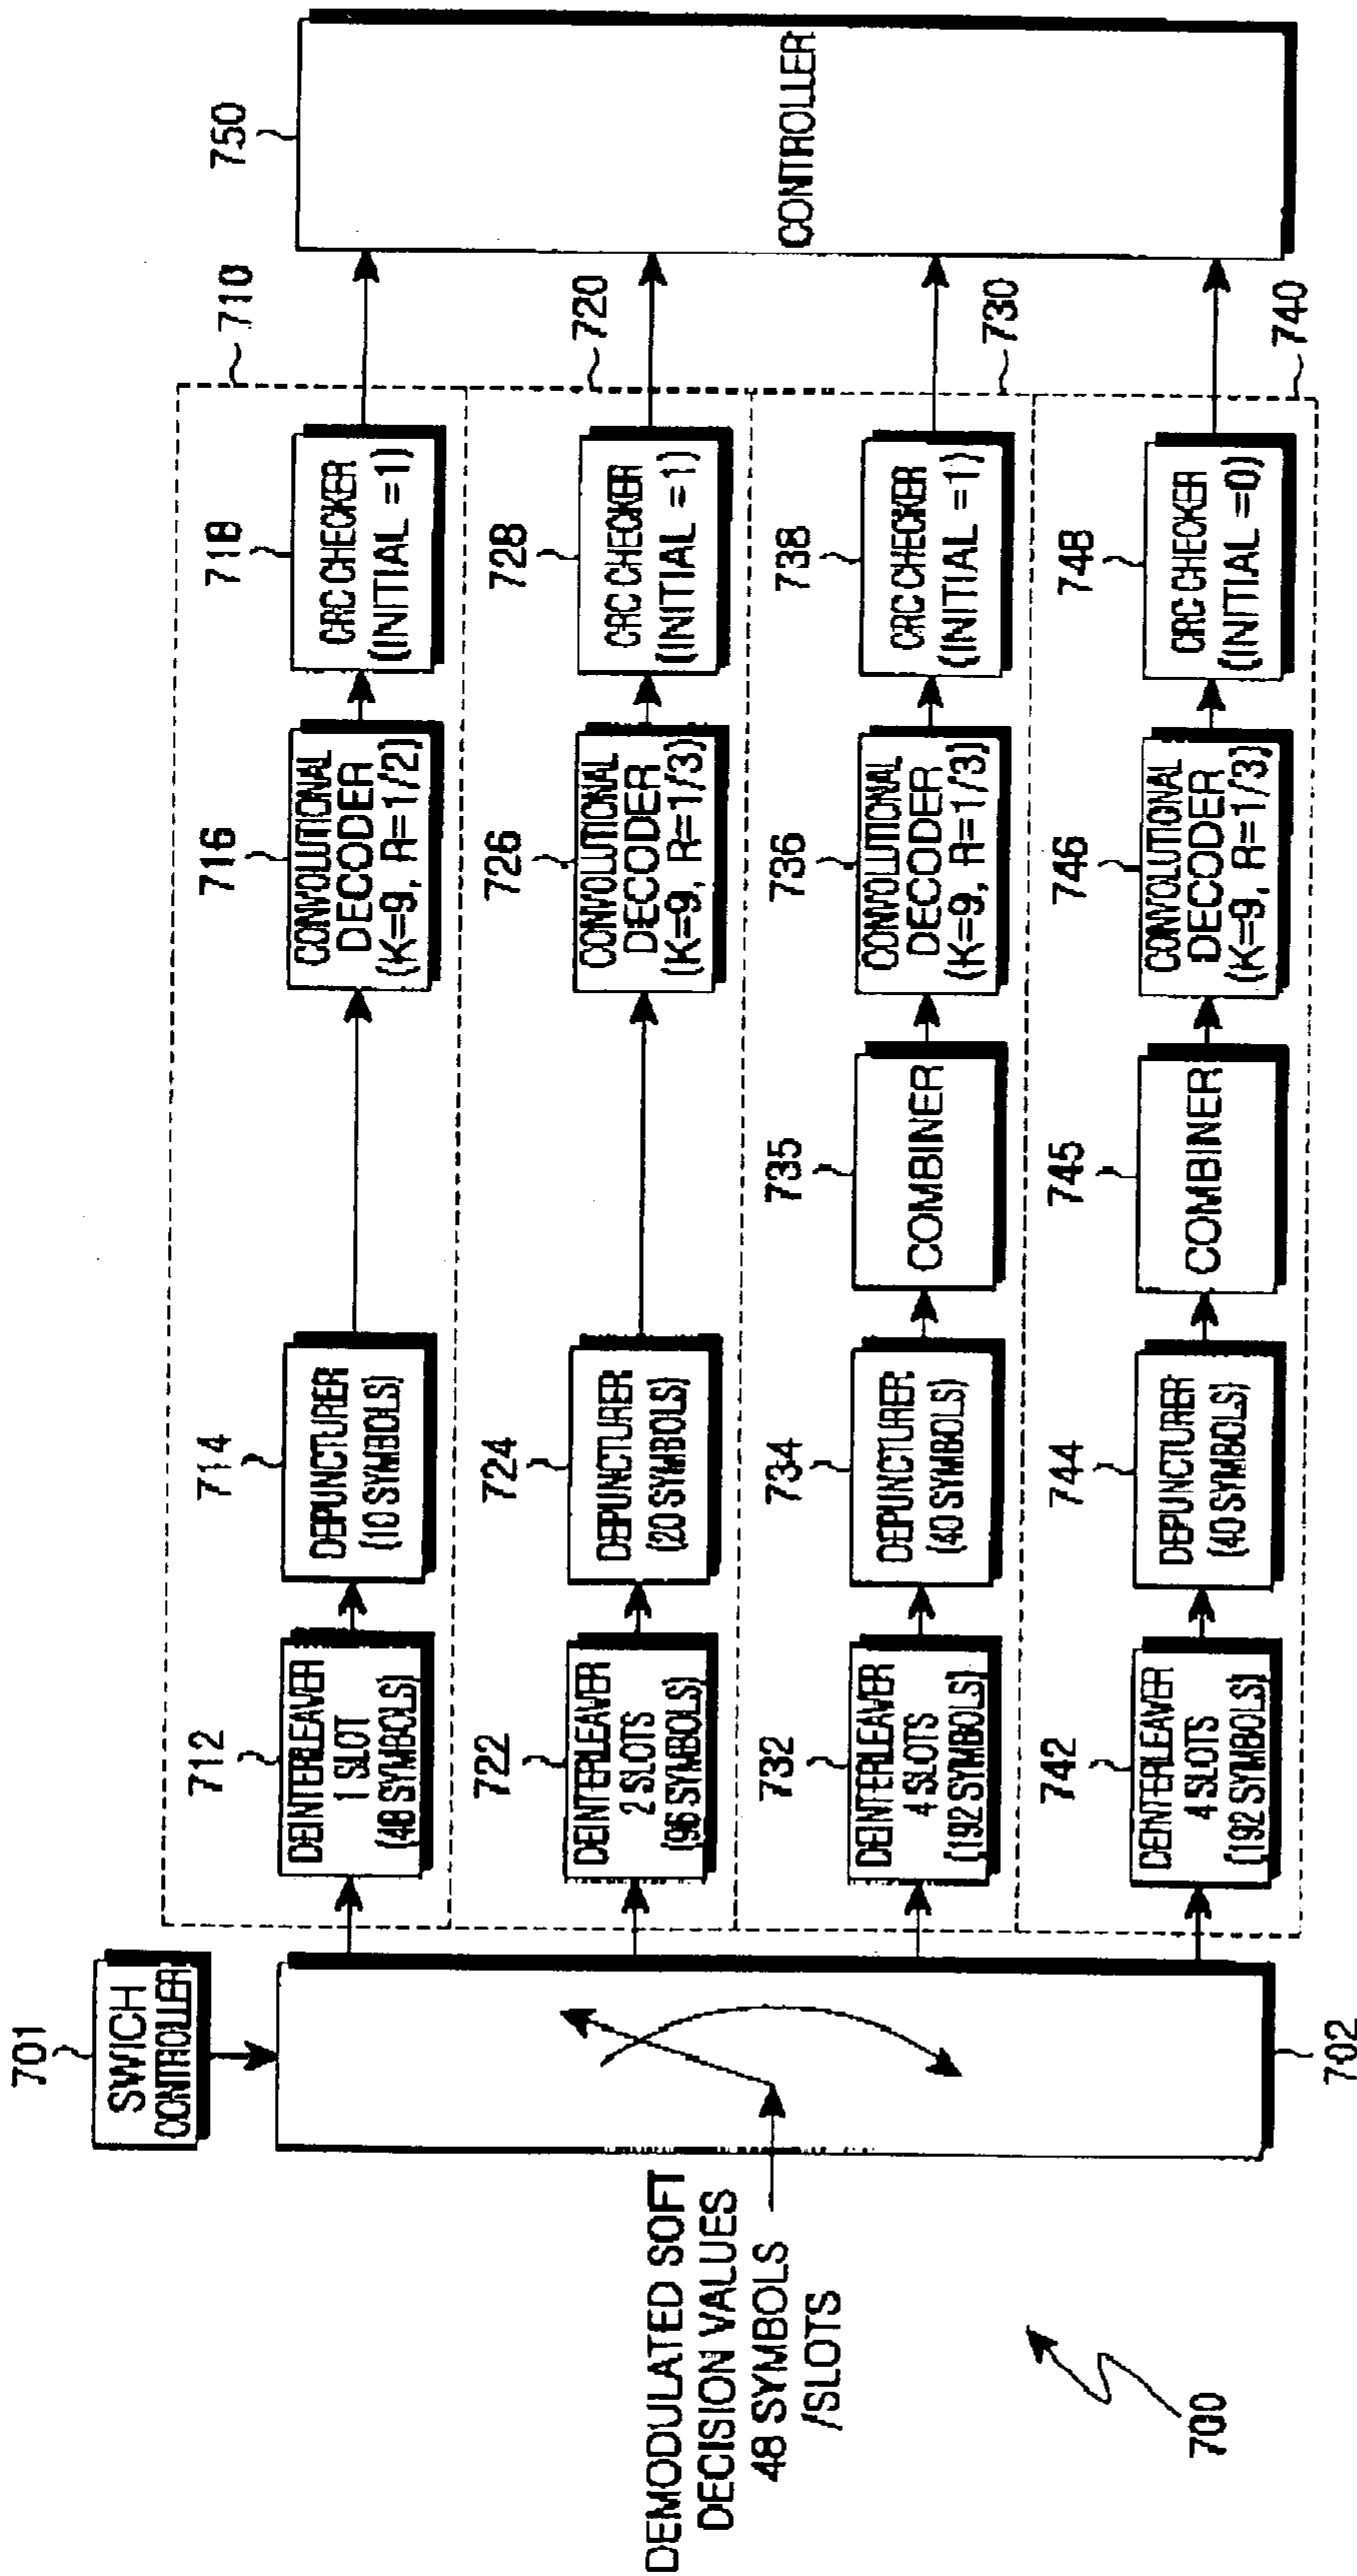 701
SWICH
CONTROLLER
DEMODULATED SOFT
DECISION VALUES
48 SYMBOLS
/SLOTS
702
700
710
712
DEINTERLEAVER
1 SLOT
(48 SYMBOLS)
714
DEPUNCTURER
(10 SYMBOLS)
716
CONVOLUTIONAL
DECODER
(K=9, R=1/2)
718
CRC CHECKER
(INITIAL =1)
720
722
DEINTERLEAVER
2 SLOTS
(96 SYMBOLS)
724
DEPUNCTURER
(20 SYMBOLS)
726
CONVOLUTIONAL
DECODER
(K=9, R=1/3)
728
CRC CHECKER
(INITIAL =1)
730
732
DEINTERLEAVER
4 SLOTS
(192 SYMBOLS)
734
DEPUNCTURER
(40 SYMBOLS)
735
COMBINER
736
CONVOLUTIONAL
DECODER
(K=9, R=1/3)
738
CRC CHECKER
(INITIAL =1)
740
742
DEINTERLEAVER
4 SLOTS
(192 SYMBOLS)
744
DEPUNCTURER
(40 SYMBOLS)
745
COMBINER
746
CONVOLUTIONAL
DECODER
(K=9, R=1/3)
748
CRC CHECKER
(INITIAL =0)
750
CONTROLLER